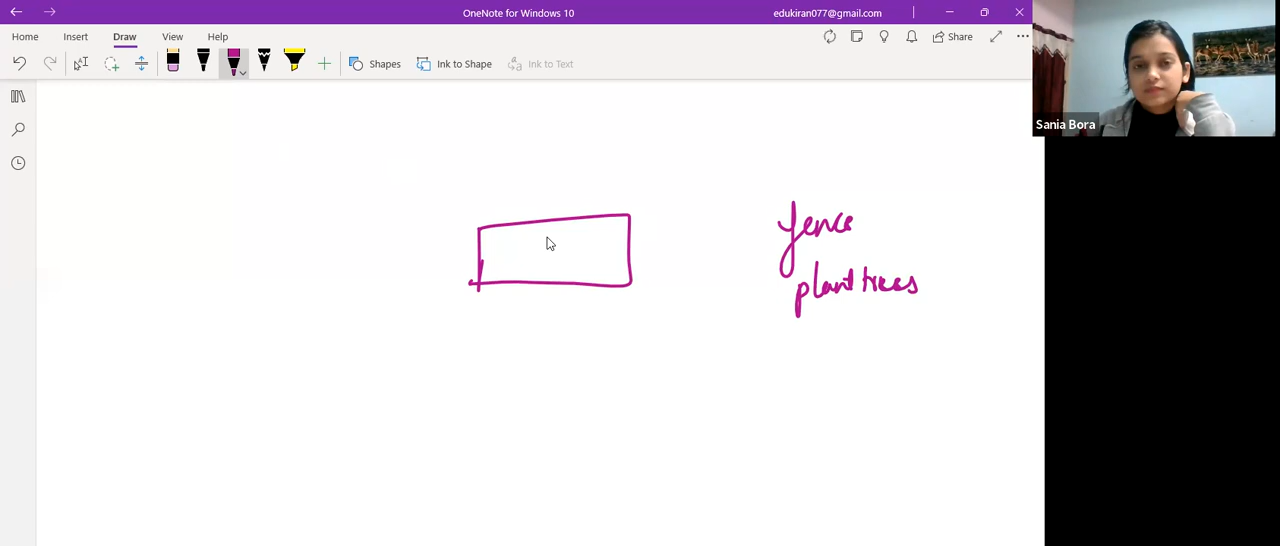 OneNote for Windows 10
edukiran077@gmail.com
Home Insert Draw View Help
Share
Shapes
Ink to Shape
Ink to Text
Sania Bora
fence
plant trees